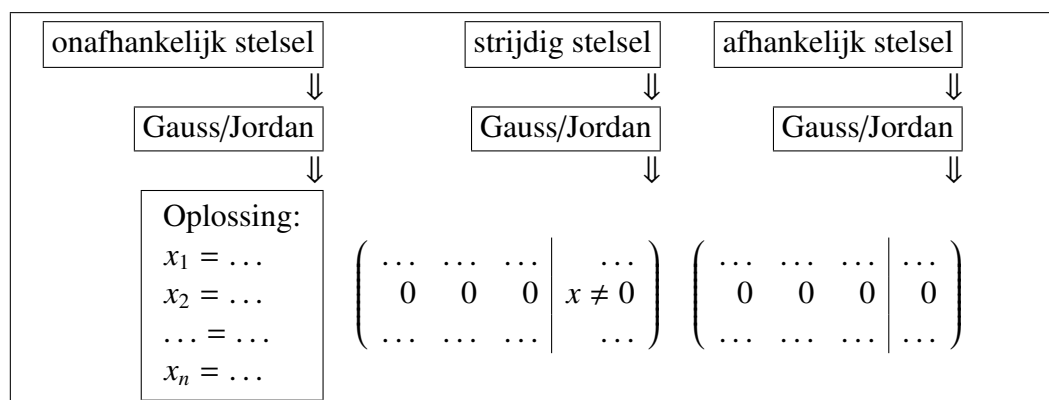 onafhankelijk stelsel strijdig stelsel afhankelijk stelsel
⇓ ⇓ ⇓
Gauss/Jordan Gauss/Jordan Gauss/Jordan
⇓ ⇓ ⇓
Oplossing:
x₁ = … ( … … … | … ) ( … … … | … )
x₂ = … ( 0 0 0 | x ≠ 0 ) ( 0 0 0 | 0 )
… = … ( … … … | … ) ( … … … | … )
xₙ = …